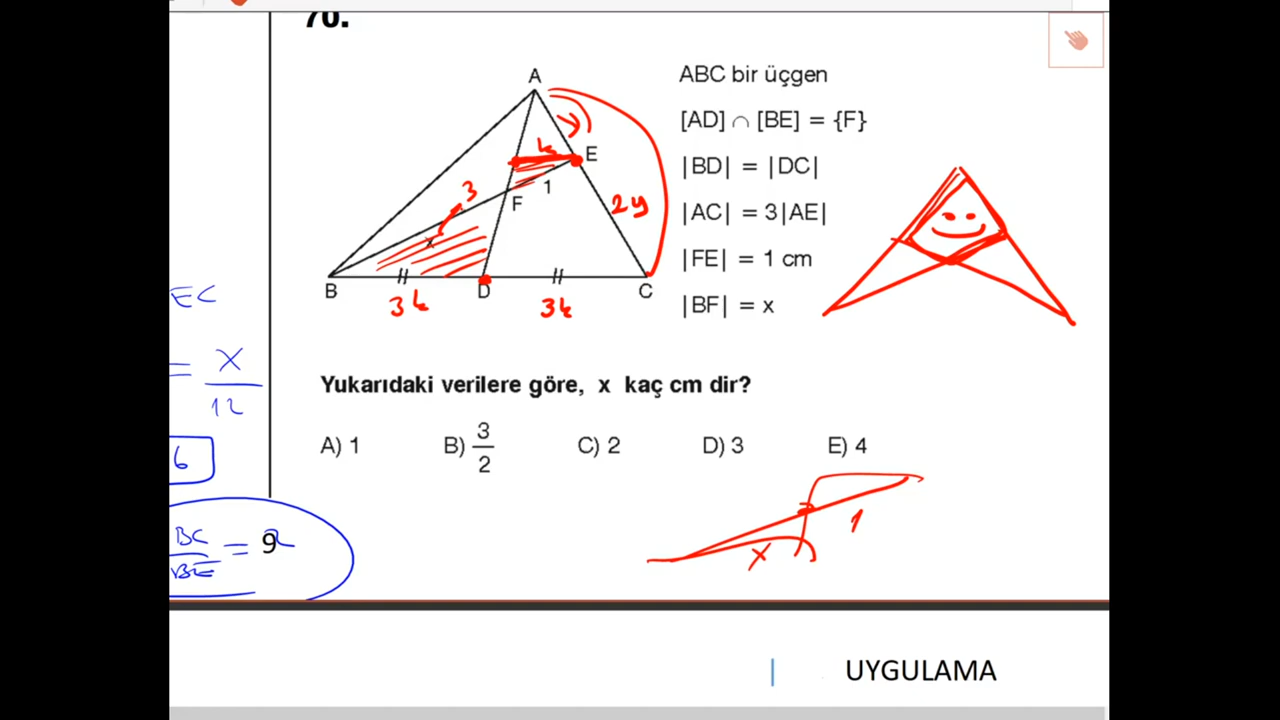 70.
ABC bir üçgen
[AD] ∩ [BE] = {F}
|BD| = |DC|
|AC| = 3|AE|
|FE| = 1 cm
|BF| = x
A
E
F
1
x
3
k
y
2y
B
D
C
3k
3k
EC
= x/12
6
BC/BE = 9
Yukarıdaki verilere göre, x kaç cm dir?
A) 1 B) 3/2 C) 2 D) 3 E) 4
x
1
UYGULAMA